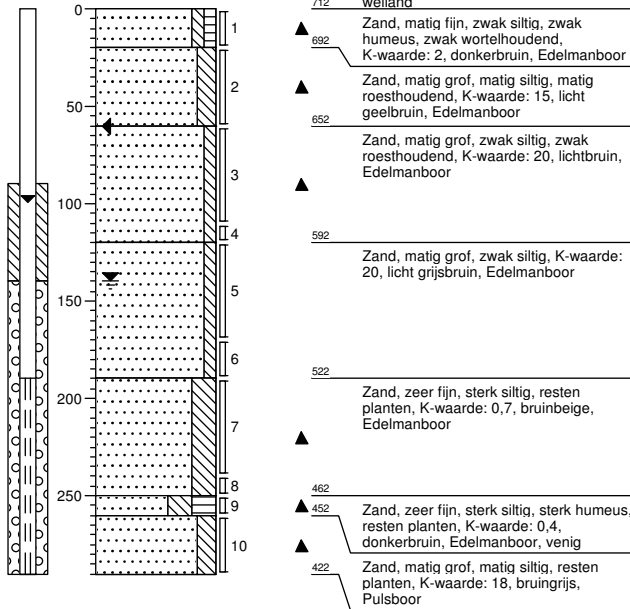 0
50
100
150
200
250
1
2
3
4
5
6
7
8
9
10
712
weiland
Zand, matig fijn, zwak siltig, zwak
humeus, zwak wortelhoudend,
K-waarde: 2, donkerbruin, Edelmanboor
692
Zand, matig grof, matig siltig, matig
roesthoudend, K-waarde: 15, licht
geelbruin, Edelmanboor
652
Zand, matig grof, zwak siltig, zwak
roesthoudend, K-waarde: 20, lichtbruin,
Edelmanboor
592
Zand, matig grof, zwak siltig, K-waarde:
20, licht grijsbruin, Edelmanboor
522
Zand, zeer fijn, sterk siltig, resten
planten, K-waarde: 0,7, bruinbeige,
Edelmanboor
462
452
Zand, zeer fijn, sterk siltig, sterk humeus,
resten planten, K-waarde: 0,4,
donkerbruin, Edelmanboor, venig
422
Zand, matig grof, matig siltig, resten
planten, K-waarde: 18, bruingrijs,
Pulsboor